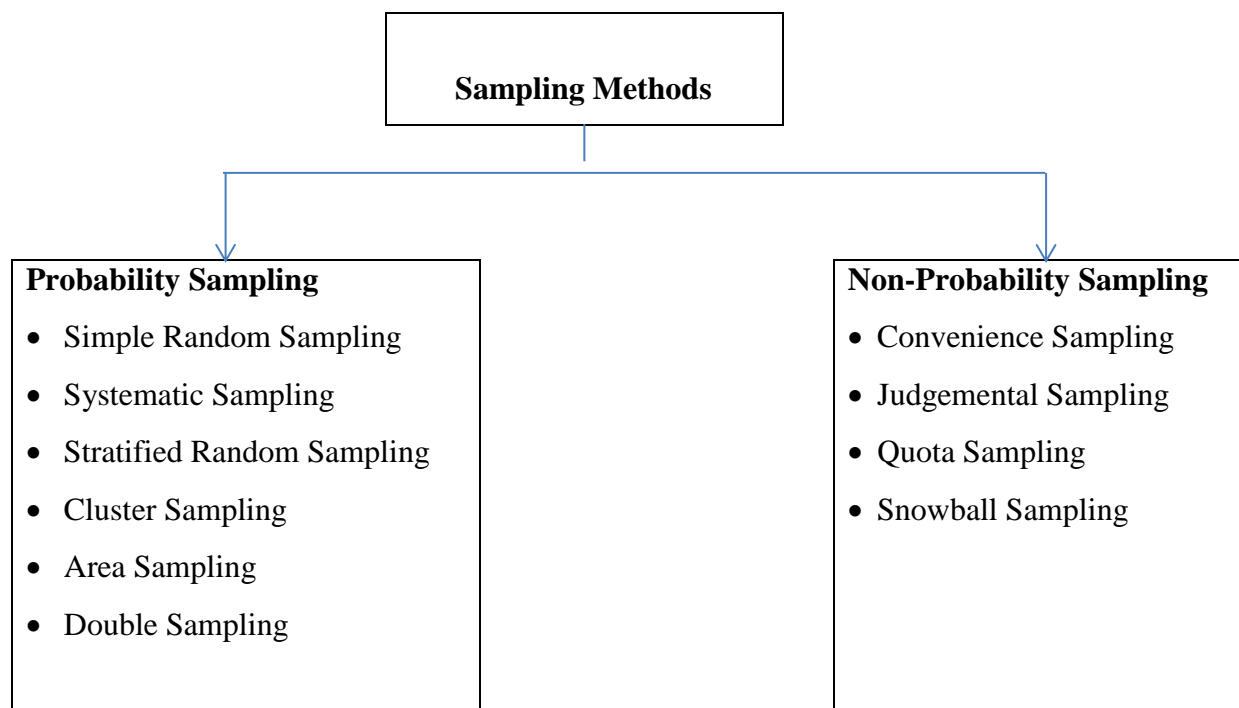 Sampling Methods
Probability Sampling
• Simple Random Sampling
• Systematic Sampling
• Stratified Random Sampling
• Cluster Sampling
• Area Sampling
• Double Sampling
Non-Probability Sampling
• Convenience Sampling
• Judgemental Sampling
• Quota Sampling
• Snowball Sampling